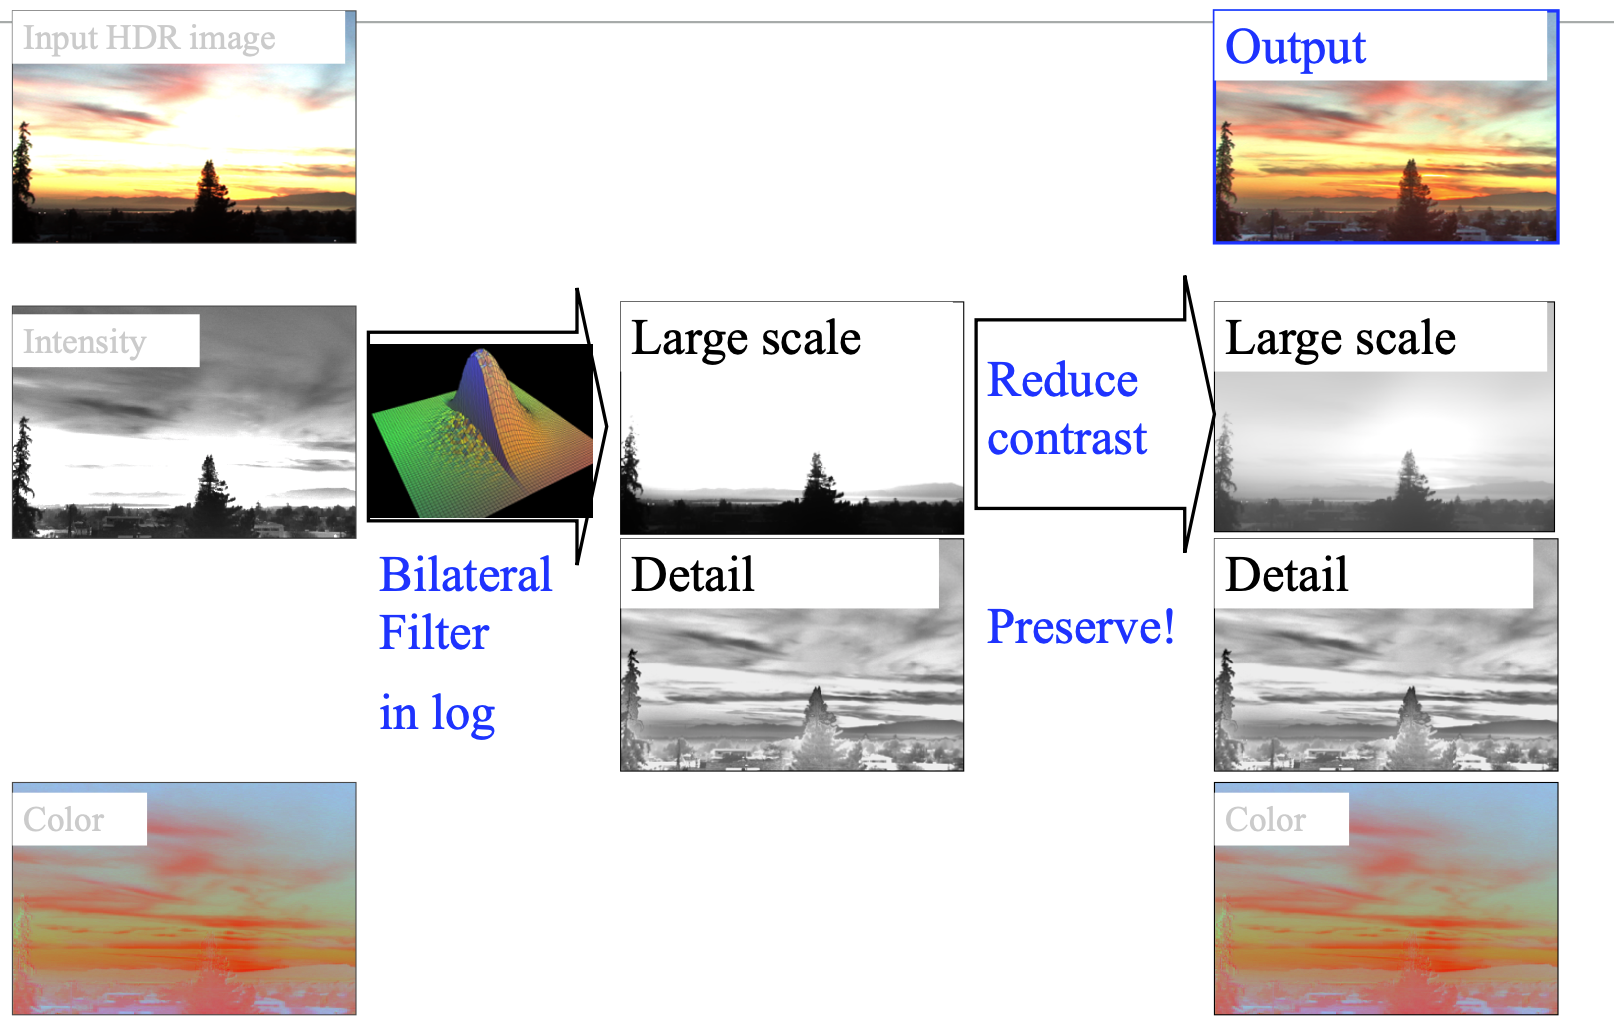 Input HDR image
Output
Intensity
Large scale
Large scale
Reduce
contrast
Bilateral
Filter
in log
Detail
Preserve!
Detail
Color
Color